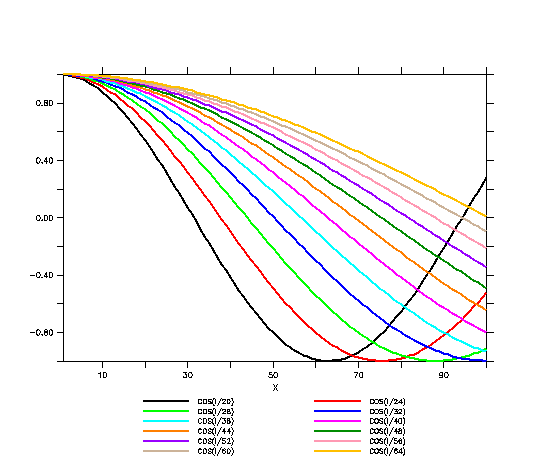 0.80
0.40
0.00
-0.40
-0.80
10 30 50 70 90
X
COS(I/20) COS(I/24)
COS(I/28) COS(I/32)
COS(I/36) COS(I/40)
COS(I/44) COS(I/48)
COS(I/52) COS(I/56)
COS(I/60) COS(I/64)